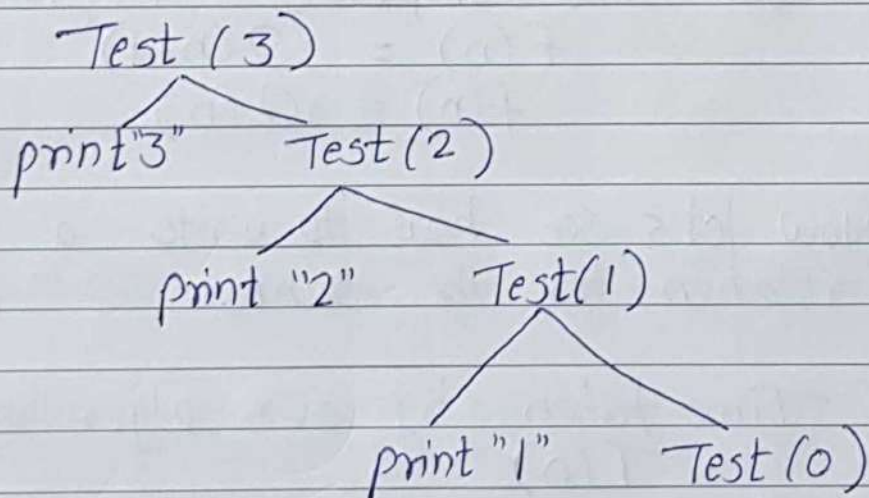 Test (3)
print "3" Test (2)
print "2" Test(1)
print "1" Test (0)